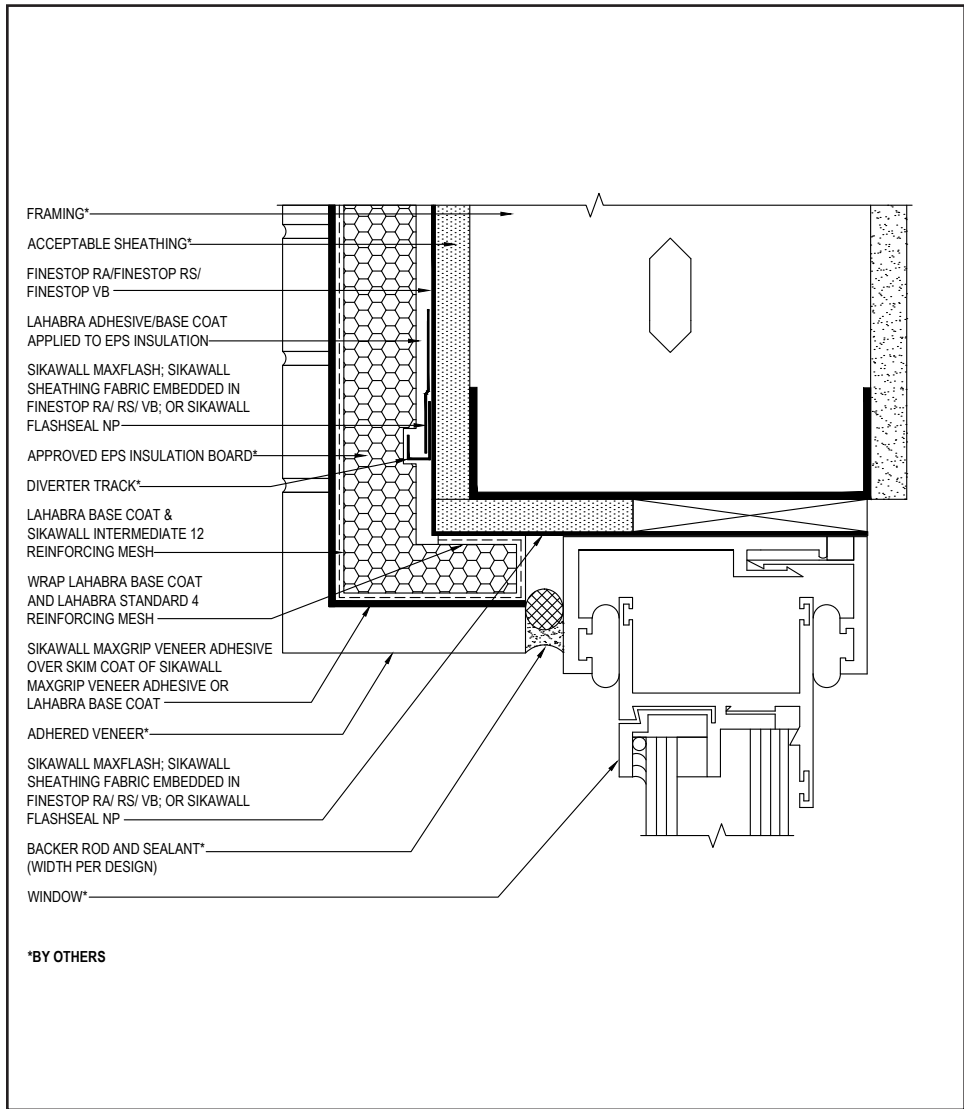 FRAMING*
ACCEPTABLE SHEATHING*
FINESTOP RA/FINESTOP RS/
FINESTOP VB
LAHABRA ADHESIVE/BASE COAT
APPLIED TO EPS INSULATION
SIKAWALL MAXFLASH; SIKAWALL
SHEATHING FABRIC EMBEDDED IN
FINESTOP RA/ RS/ VB; OR SIKAWALL
FLASHSEAL NP
APPROVED EPS INSULATION BOARD*
DIVERTER TRACK*
LAHABRA BASE COAT &
SIKAWALL INTERMEDIATE 12
REINFORCING MESH
WRAP LAHABRA BASE COAT
AND LAHABRA STANDARD 4
REINFORCING MESH
SIKAWALL MAXGRIP VENEER ADHESIVE
OVER SKIM COAT OF SIKAWALL
MAXGRIP VENEER ADHESIVE OR
LAHABRA BASE COAT
ADHERED VENEER*
SIKAWALL MAXFLASH; SIKAWALL
SHEATHING FABRIC EMBEDDED IN
FINESTOP RA/ RS/ VB; OR SIKAWALL
FLASHSEAL NP
BACKER ROD AND SEALANT*
(WIDTH PER DESIGN)
WINDOW*
*BY OTHERS